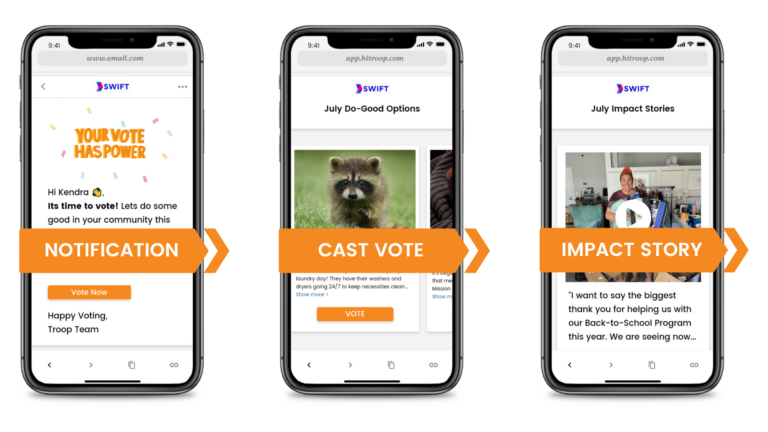 9:41
www.email.com
SWIFT
YOUR VOTE
HAS POWER
Hi Kendra
Its time to vote! Lets do some
good in your community this
NOTIFICATION
Vote Now
Happy Voting,
Troop Team
9:41
app.hitroop.com
SWIFT
July Do-Good Options
CAST VOTE
laundry day! They have their washers and
dryers going 24/7 to keep necessities clean...
Show more >
VOTE
that me
Mission
Show m
9:41
app.hitroop.com
SWIFT
July Impact Stories
IMPACT STORY
"I want to say the biggest
thank you for helping us with
our Back-to-School Program
this year. We are seeing now...